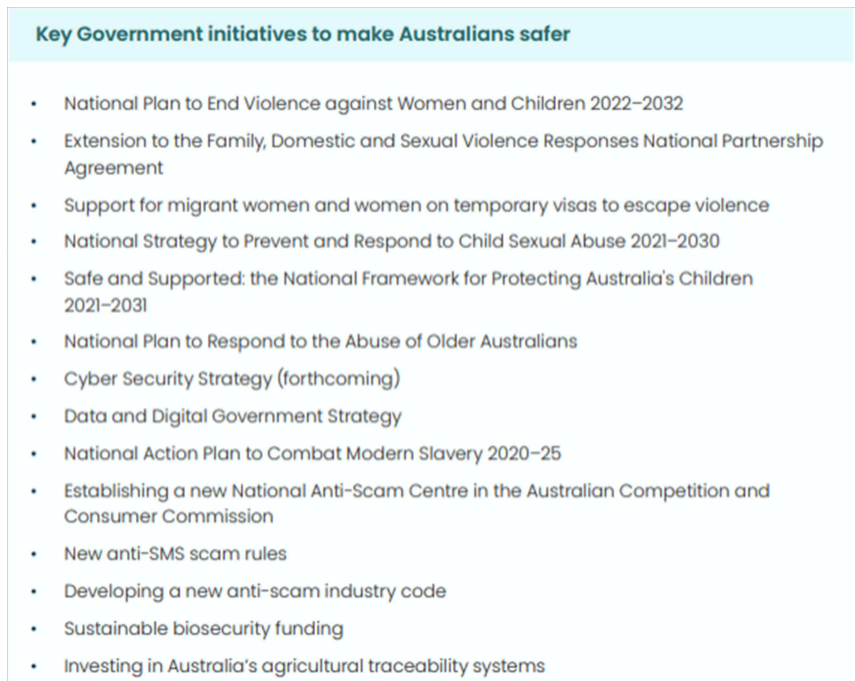 Key Government initiatives to make Australians safer
• National Plan to End Violence against Women and Children 2022–2032
• Extension to the Family, Domestic and Sexual Violence Responses National Partnership
Agreement
• Support for migrant women and women on temporary visas to escape violence
• National Strategy to Prevent and Respond to Child Sexual Abuse 2021–2030
• Safe and Supported: the National Framework for Protecting Australia's Children
2021–2031
• National Plan to Respond to the Abuse of Older Australians
• Cyber Security Strategy (forthcoming)
• Data and Digital Government Strategy
• National Action Plan to Combat Modern Slavery 2020–25
• Establishing a new National Anti-Scam Centre in the Australian Competition and
Consumer Commission
• New anti-SMS scam rules
• Developing a new anti-scam industry code
• Sustainable biosecurity funding
• Investing in Australia's agricultural traceability systems